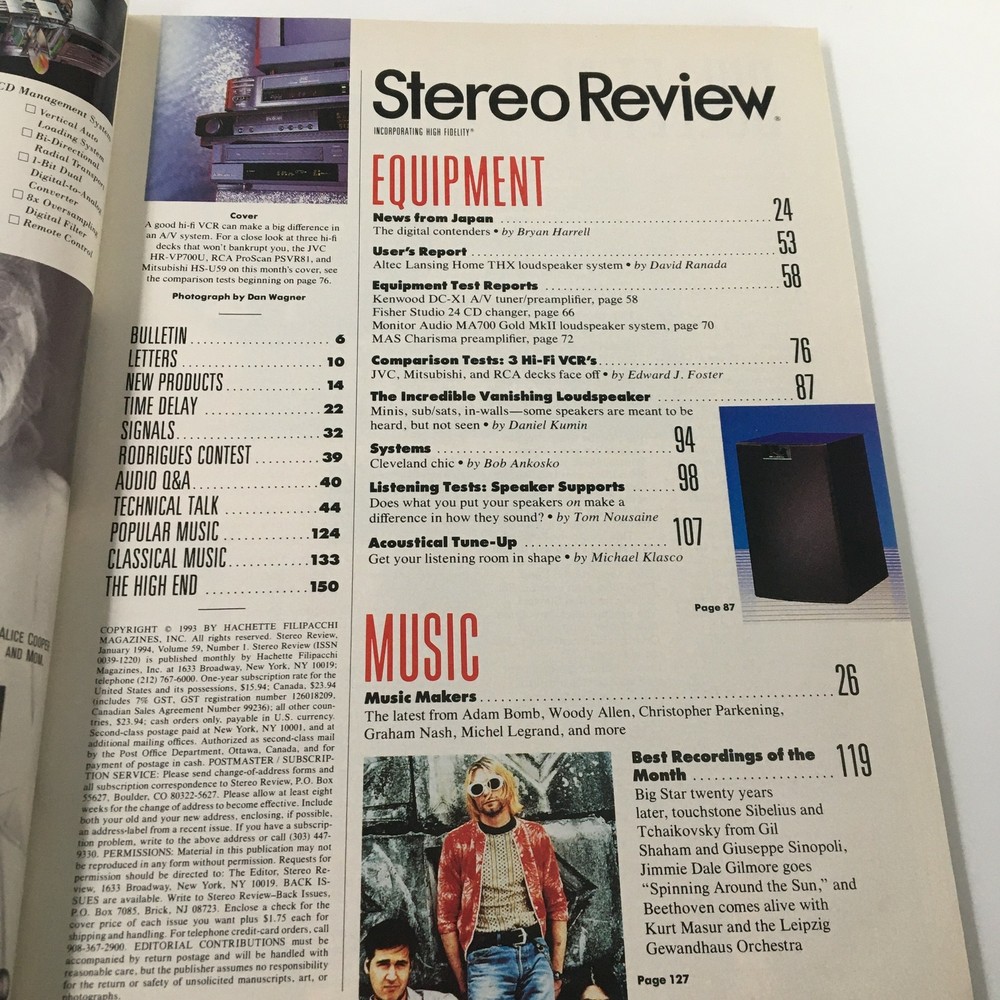 CD Management System
□ Vertical Auto
Loading System
□ Bi-Directional
Radial Transport
□ 1-Bit Dual
Digital-to-Analog
Converter
□ 8x Oversampling
Digital Filter
□ Remote Control
ALICE COOPER
AND MGM.
Cover
A good hi-fi VCR can make a big difference in
an A/V system. For a close look at three hi-fi
decks that won't bankrupt you, the JVC
HR-VP700U, RCA ProScan PSVR81, and
Mitsubishi HS-U59 on this month's cover, see
the comparison tests beginning on page 76.
Photograph by Dan Wagner
BULLETIN 6
LETTERS 10
NEW PRODUCTS 14
TIME DELAY 22
SIGNALS 32
RODRIGUES CONTEST 39
AUDIO Q&A 40
TECHNICAL TALK 44
POPULAR MUSIC 124
CLASSICAL MUSIC 133
THE HIGH END 150
COPYRIGHT © 1993 BY HACHETTE FILIPACCHI
MAGAZINES, INC. All rights reserved. Stereo Review,
January 1994, Volume 59, Number 1. Stereo Review (ISSN
0039-1220) is published monthly by Hachette Filipacchi
Magazines, Inc. at 1633 Broadway, New York, NY 10019;
telephone (212) 767-6000. One-year subscription rate for the
United States and its possessions, $15.94; Canada, $23.94
(includes 7% GST, GST registration number 126018209,
Canadian Sales Agreement Number 99236); all other coun-
tries, $23.94; cash orders only, payable in U.S. currency.
Second-class postage paid at New York, NY 10001, and at
additional mailing offices. Authorized as second-class mail
by the Post Office Department, Ottawa, Canada, and for
payment of postage in cash. POSTMASTER / SUBSCRIP-
TION SERVICE: Please send change-of-address forms and
all subscription correspondence to Stereo Review, P.O. Box
55627, Boulder, CO 80322-5627. Please allow at least eight
weeks for the change of address to become effective. Include
both your old and your new address, enclosing, if possible,
an address-label from a recent issue. If you have a subscrip-
tion problem, write to the above address or call (303) 447-
9330. PERMISSIONS: Material in this publication may not
be reproduced in any form without permission. Requests for
permission should be directed to: The Editor, Stereo Re-
view, 1633 Broadway, New York, NY 10019. BACK IS-
SUES are available. Write to Stereo Review–Back Issues,
P.O. Box 7085, Brick, NJ 08723. Enclose a check for the
cover price of each issue you want plus $1.75 each for
shipping and handling. For telephone credit-card orders, call
908-367-2900. EDITORIAL CONTRIBUTIONS must be
accompanied by return postage and will be handled with
reasonable care, but the publisher assumes no responsibility
for the return or safety of unsolicited manuscripts, art, or
photographs.
Stereo Review®
INCORPORATING HIGH FIDELITY®
EQUIPMENT
News from Japan 24
The digital contenders • by Bryan Harrell
User's Report 53
Altec Lansing Home THX loudspeaker system • by David Ranada
Equipment Test Reports 58
Kenwood DC-X1 A/V tuner/preamplifier, page 58
Fisher Studio 24 CD changer, page 66
Monitor Audio MA700 Gold MkII loudspeaker system, page 70
MAS Charisma preamplifier, page 72
Comparison Tests: 3 Hi-Fi VCR's 76
JVC, Mitsubishi, and RCA decks face off • by Edward J. Foster
The Incredible Vanishing Loudspeaker 87
Minis, sub/sats, in-walls—some speakers are meant to be
heard, but not seen • by Daniel Kumin
Systems 94
Cleveland chic • by Bob Ankosko
Listening Tests: Speaker Supports 98
Does what you put your speakers on make a
difference in how they sound? • by Tom Nousaine
Acoustical Tune-Up 107
Get your listening room in shape • by Michael Klasco
Page 87
MUSIC
Music Makers 26
The latest from Adam Bomb, Woody Allen, Christopher Parkening,
Graham Nash, Michel Legrand, and more
Best Recordings of the
Month 119
Big Star twenty years
later, touchstone Sibelius and
Tchaikovsky from Gil
Shaham and Giuseppe Sinopoli,
Jimmie Dale Gilmore goes
“Spinning Around the Sun,” and
Beethoven comes alive with
Kurt Masur and the Leipzig
Gewandhaus Orchestra
Page 127